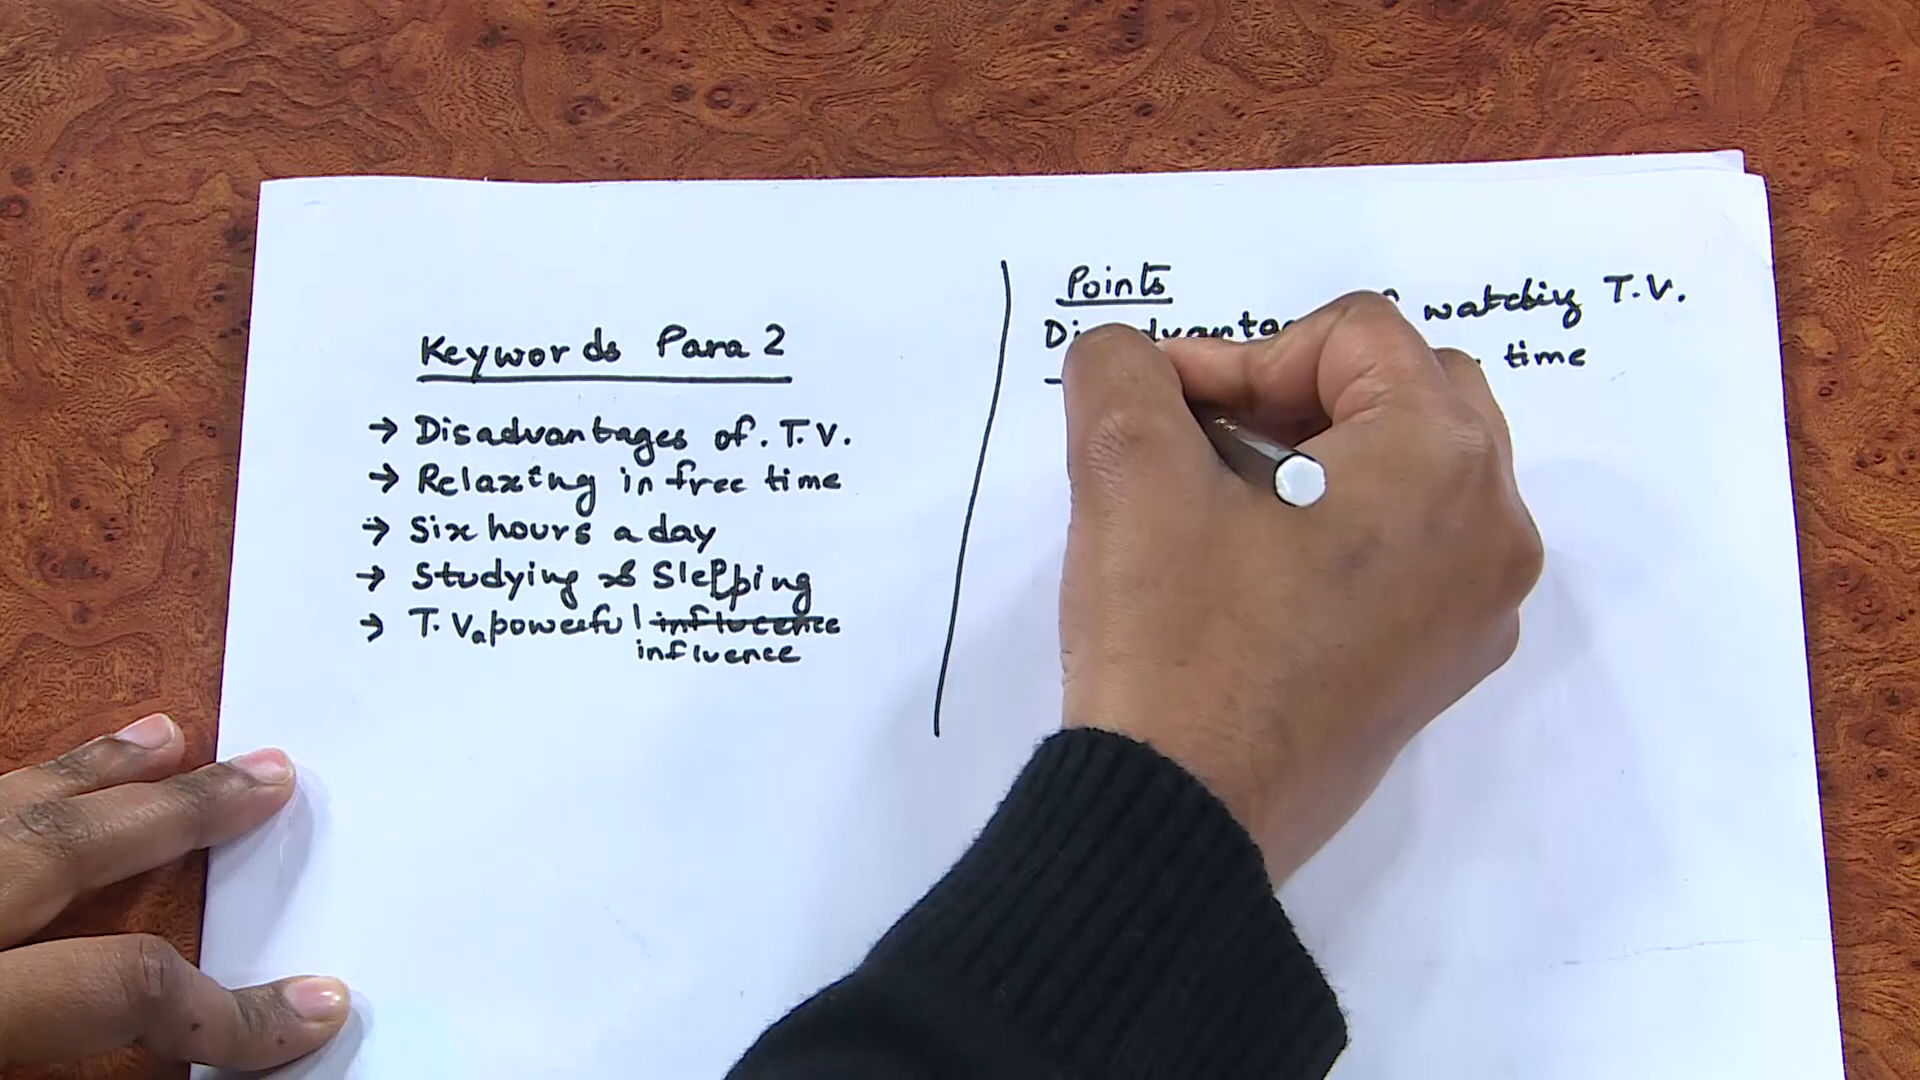 Keywords Para 2
→ Disadvantages of. T.V.
→ Relaxing in free time
→ Six hours a day
→ Studying & Sleeping
→ T.V a powerful influcence
influence
Points
watching T.V.
time